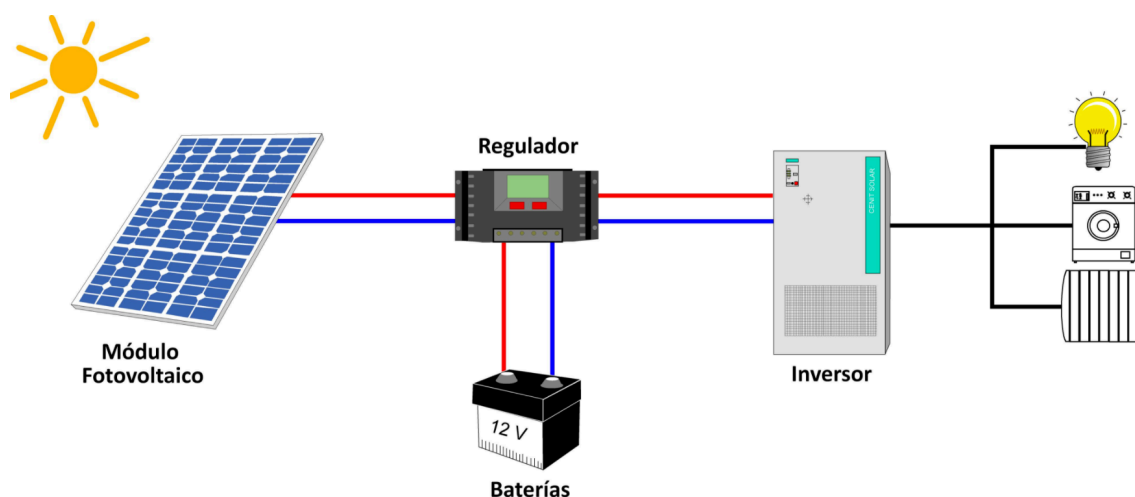 Regulador
CENIT SOLAR
Módulo
Fotovoltaico
Inversor
12 V
Baterías